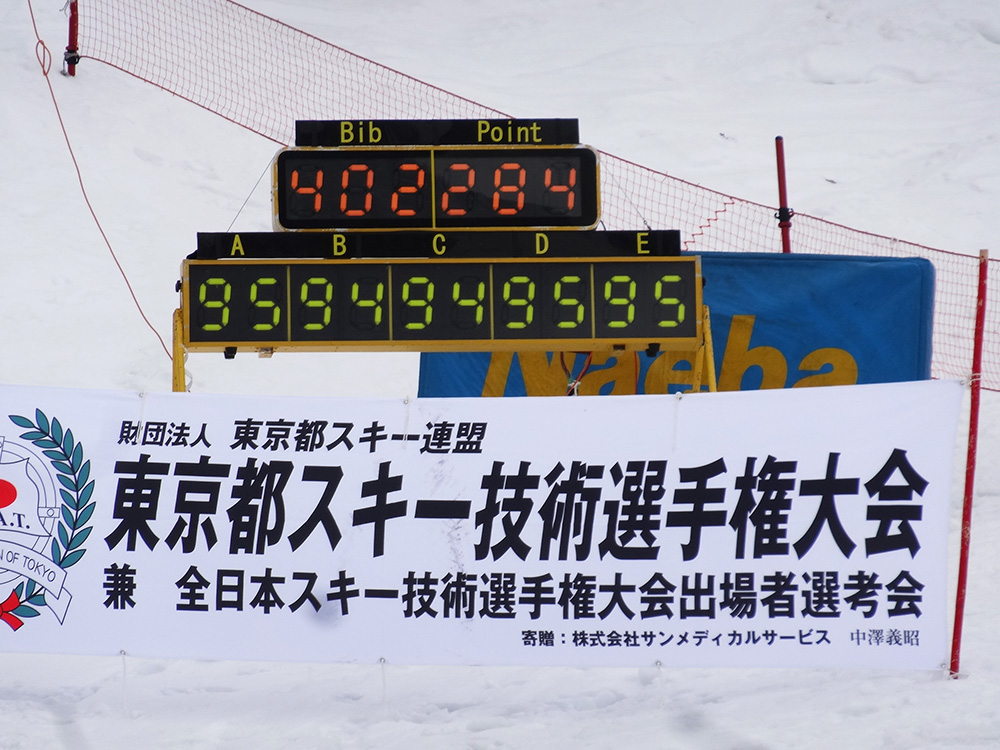 Bib Point
402 284
A B C D E
95 94 94 95 95
Naeba
財団法人 東京都スキー連盟
東京都スキー技術選手権大会
A.T.
N OF TOKYO
兼 全日本スキー技術選手権大会出場者選考会
寄贈：株式会社サンメディカルサービス 中澤義昭